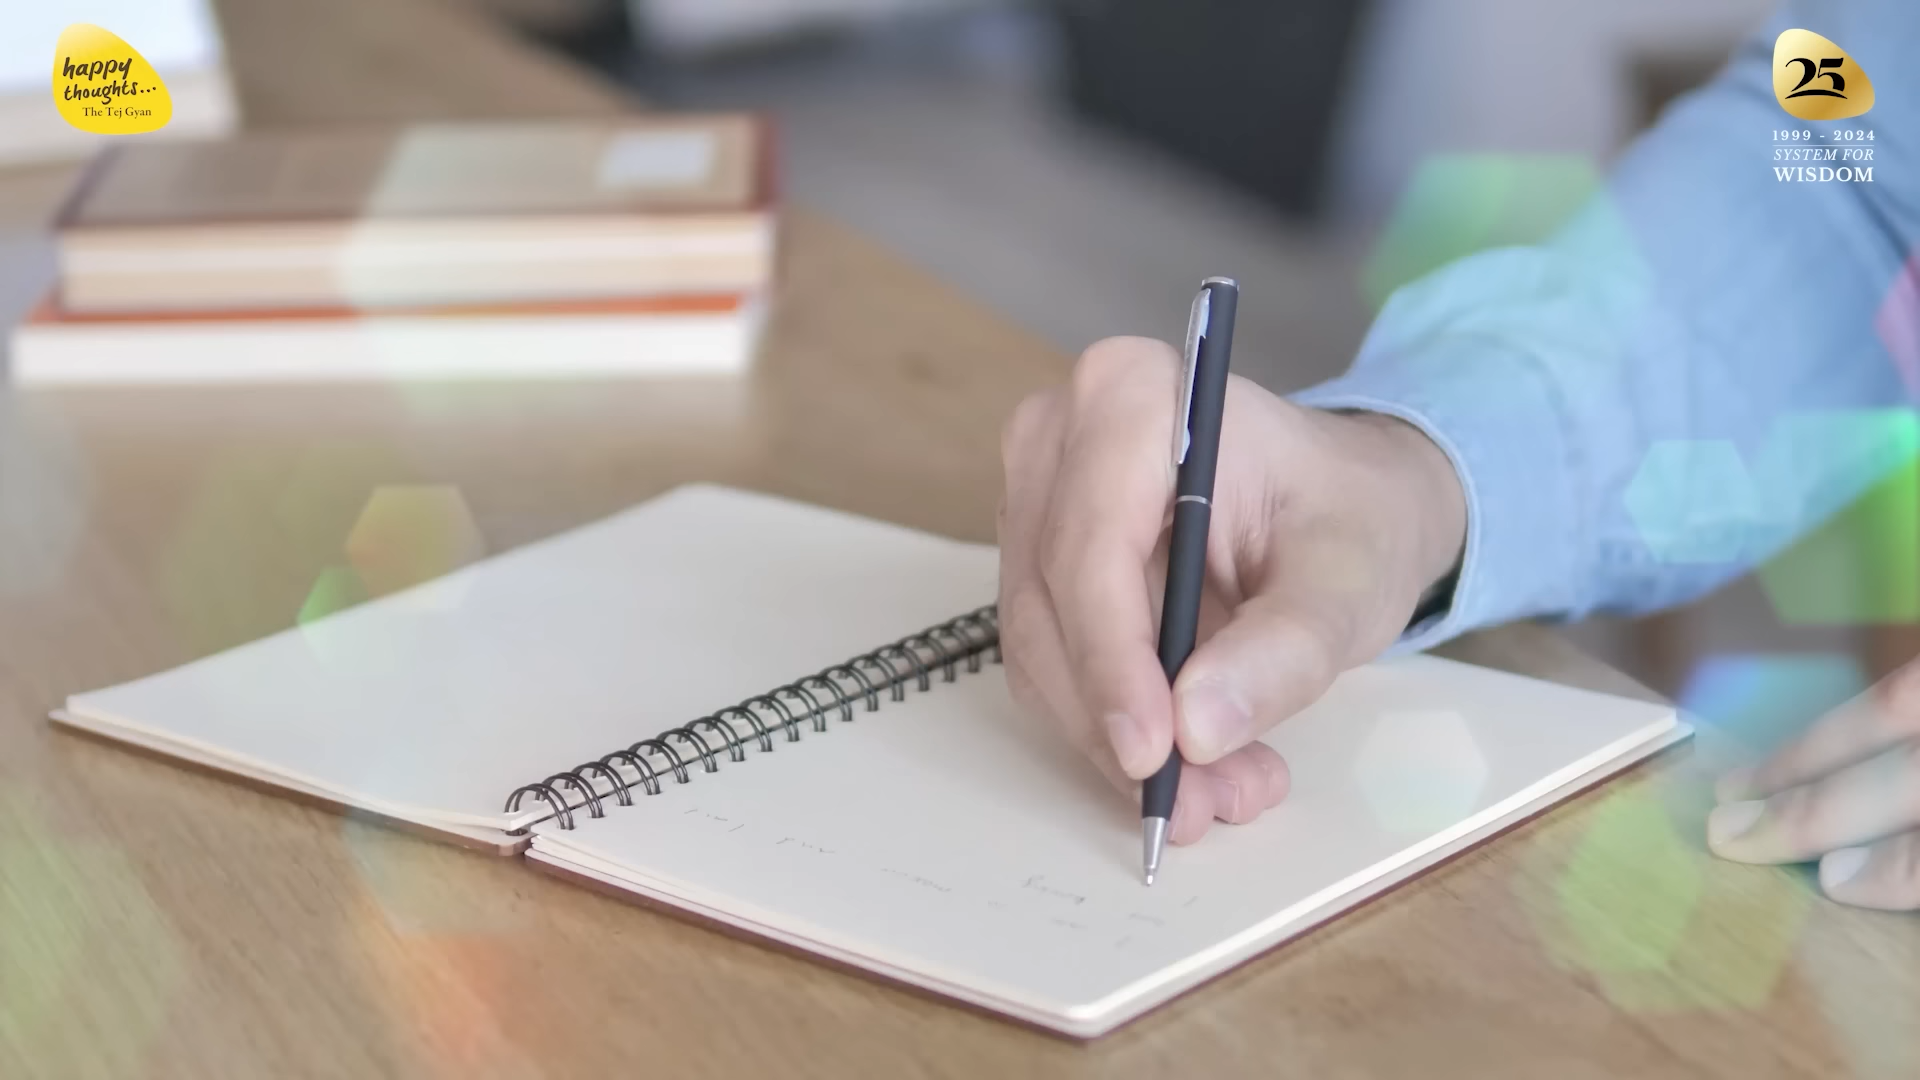 happy
thoughts...
The Tej Gyan
25
1999 - 2024
SYSTEM FOR
WISDOM